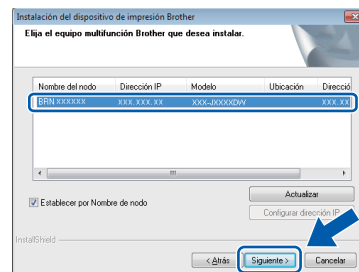 Instalación del dispositivo de impresión Brother
Elija el equipo multifunción Brother que desea instalar.
Nombre del nodo Dirección IP Modelo Ubicación Direcció
BRN XXXXXX XXX.XXX.XX XXX-JXXXXDW XXX.XX
Actualizar
Establecer por Nombre de nodo
Configurar dirección IP
InstallShield
< Atrás Siguiente > Cancelar